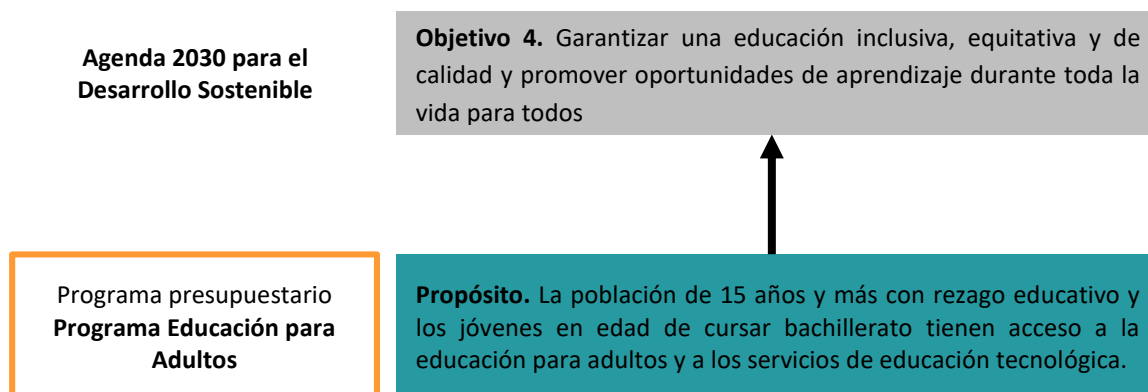 Agenda 2030 para el
Desarrollo Sostenible
Objetivo 4. Garantizar una educación inclusiva, equitativa y de
calidad y promover oportunidades de aprendizaje durante toda la
vida para todos
Programa presupuestario
Programa Educación para
Adultos
Propósito. La población de 15 años y más con rezago educativo y
los jóvenes en edad de cursar bachillerato tienen acceso a la
educación para adultos y a los servicios de educación tecnológica.